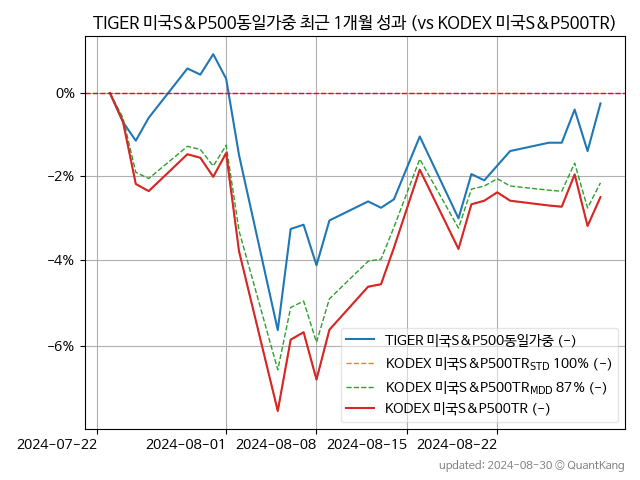 TIGER 미국S&P500동일가중 최근 1개월 성과 (vs KODEX 미국S&P500TR)
0%
−2%
−4%
−6%
TIGER 미국S&P500동일가중 (-)
KODEX 미국S&P500TRSTD 100% (-)
KODEX 미국S&P500TRMDD 87% (-)
KODEX 미국S&P500TR (-)
2024-07-22 2024-08-01 2024-08-08 2024-08-15 2024-08-22
updated: 2024-08-30 © QuantKang